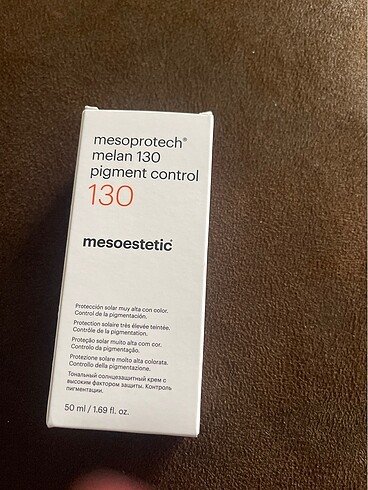 mesoprotech®
melan 130
pigment control
130
mesoestetic®
Protección solar muy alta con color.
Control de la pigmentación.
Protection solaire très élevée teintée.
Contrôle de la pigmentation.
Proteção solar muito alta com cor.
Controlo da pigmentação.
Protezione solare molto alta colorata.
Controllo della pigmentazione.
Тональный солнцезащитный крем с
высоким фактором защиты. Контроль
пигментации.
50 ml / 1.69 fl. oz.